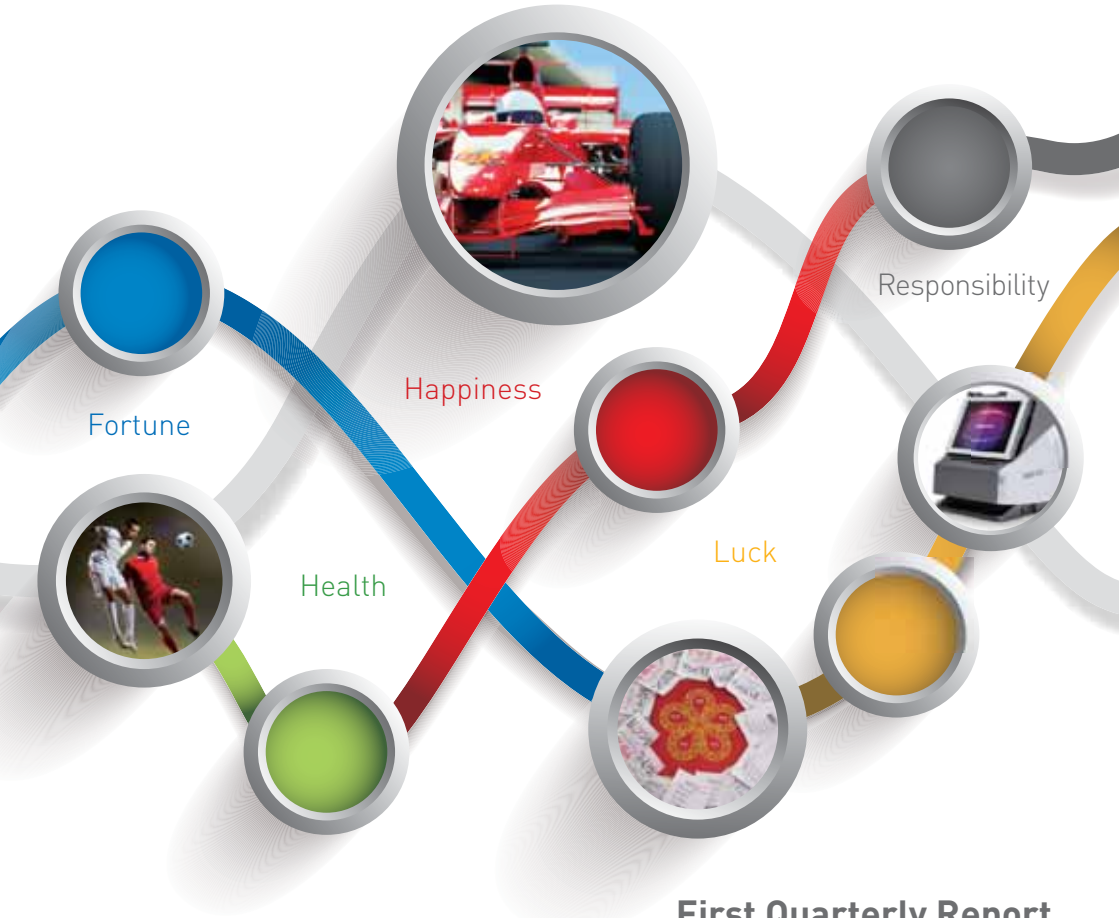 Responsibility
Happiness
Fortune
Luck
Health
First Quarterly Report